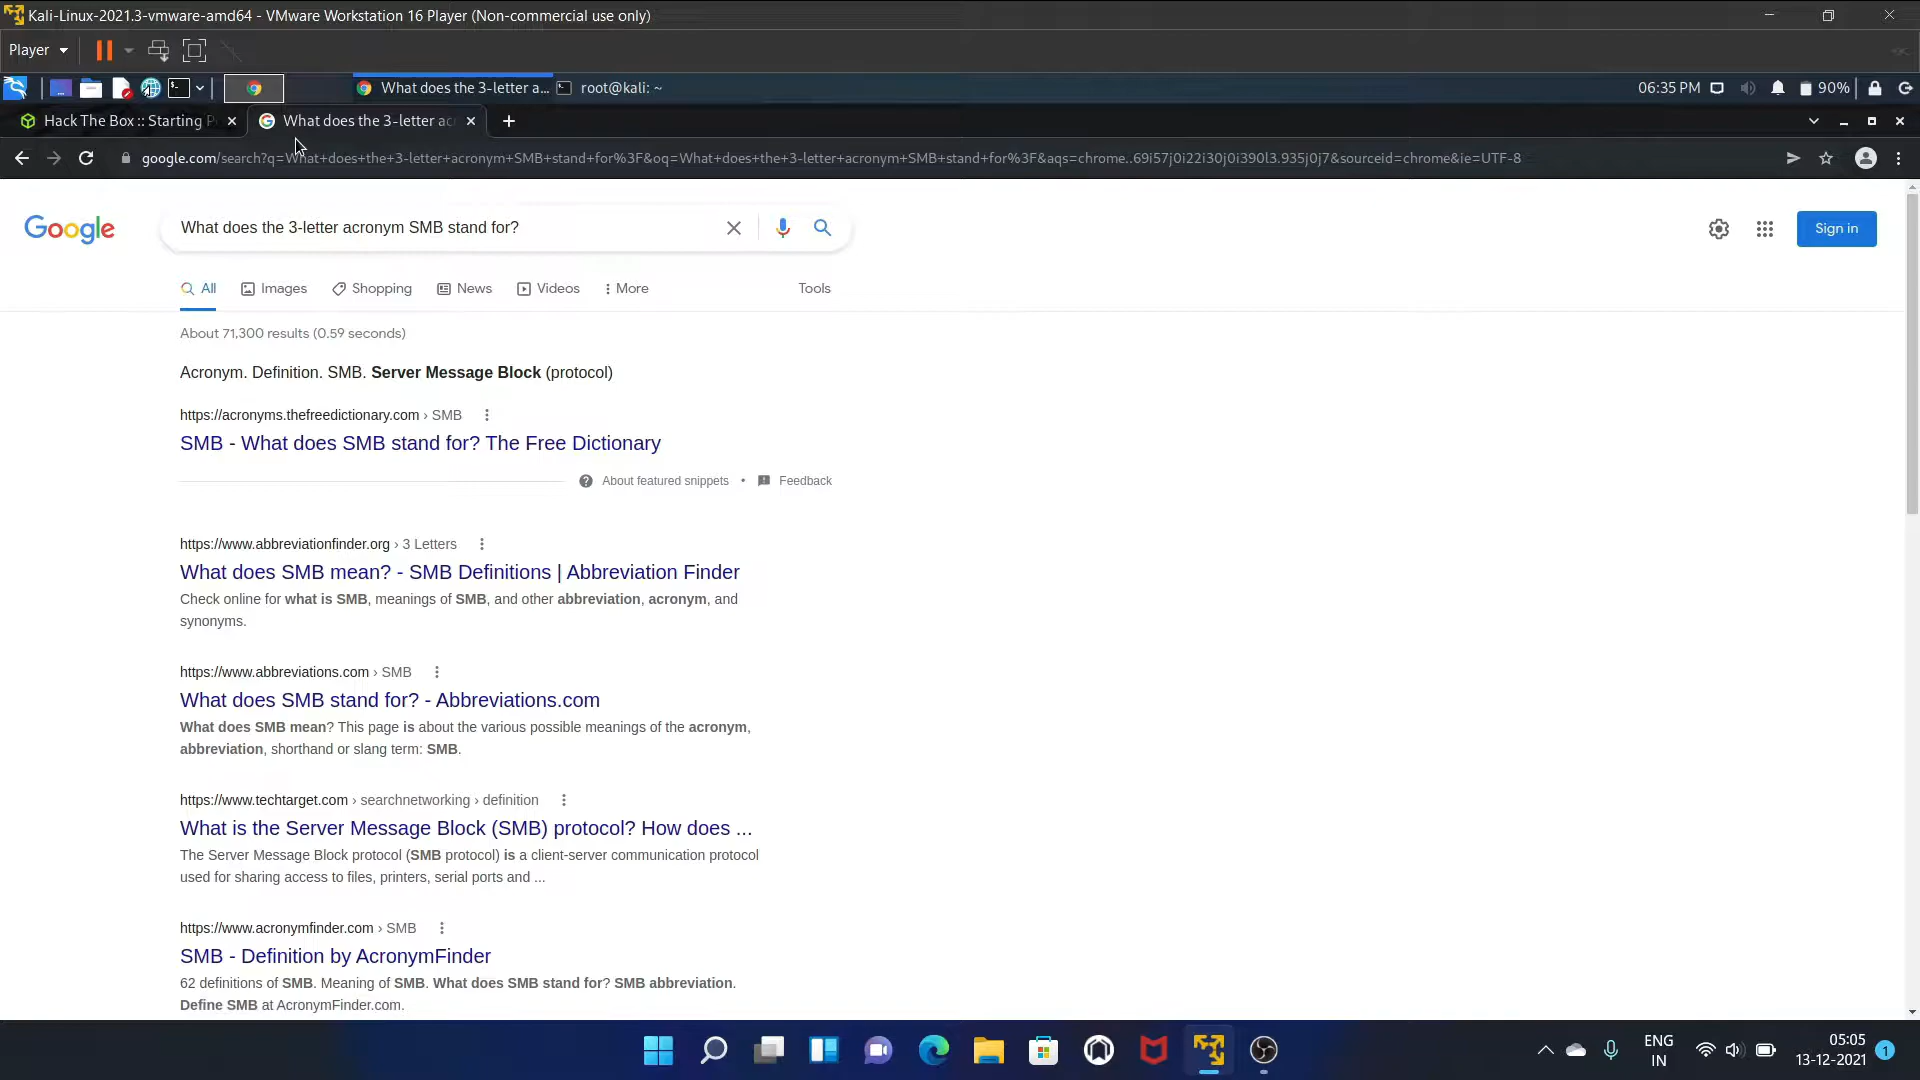 Kali-Linux-2021.3-vmware-amd64 - VMware Workstation 16 Player (Non-commercial use only)
Player
What does the 3-letter a...
root@kali: ~
06:35 PM
90%
Hack The Box :: Starting P
What does the 3-letter acr
google.com/search?q=What+does+the+3-letter+acronym+SMB+stand+for%3F&oq=What+does+the+3-letter+acronym+SMB+stand+for%3F&aqs=chrome..69i57j0i22i30j0i390l3.935j0j7&sourceid=chrome&ie=UTF-8
Google
What does the 3-letter acronym SMB stand for?
Sign in
All
Images
Shopping
News
Videos
More
Tools
About 71,300 results (0.59 seconds)
Acronym. Definition. SMB. Server Message Block (protocol)
https://acronyms.thefreedictionary.com › SMB
SMB - What does SMB stand for? The Free Dictionary
About featured snippets • Feedback
https://www.abbreviationfinder.org › 3 Letters
What does SMB mean? - SMB Definitions | Abbreviation Finder
Check online for what is SMB, meanings of SMB, and other abbreviation, acronym, and
synonyms.
https://www.abbreviations.com › SMB
What does SMB stand for? - Abbreviations.com
What does SMB mean? This page is about the various possible meanings of the acronym,
abbreviation, shorthand or slang term: SMB.
https://www.techtarget.com › searchnetworking › definition
What is the Server Message Block (SMB) protocol? How does ...
The Server Message Block protocol (SMB protocol) is a client-server communication protocol
used for sharing access to files, printers, serial ports and ...
https://www.acronymfinder.com › SMB
SMB - Definition by AcronymFinder
62 definitions of SMB. Meaning of SMB. What does SMB stand for? SMB abbreviation.
Define SMB at AcronymFinder.com.
ENG
IN
05:05
13-12-2021
1